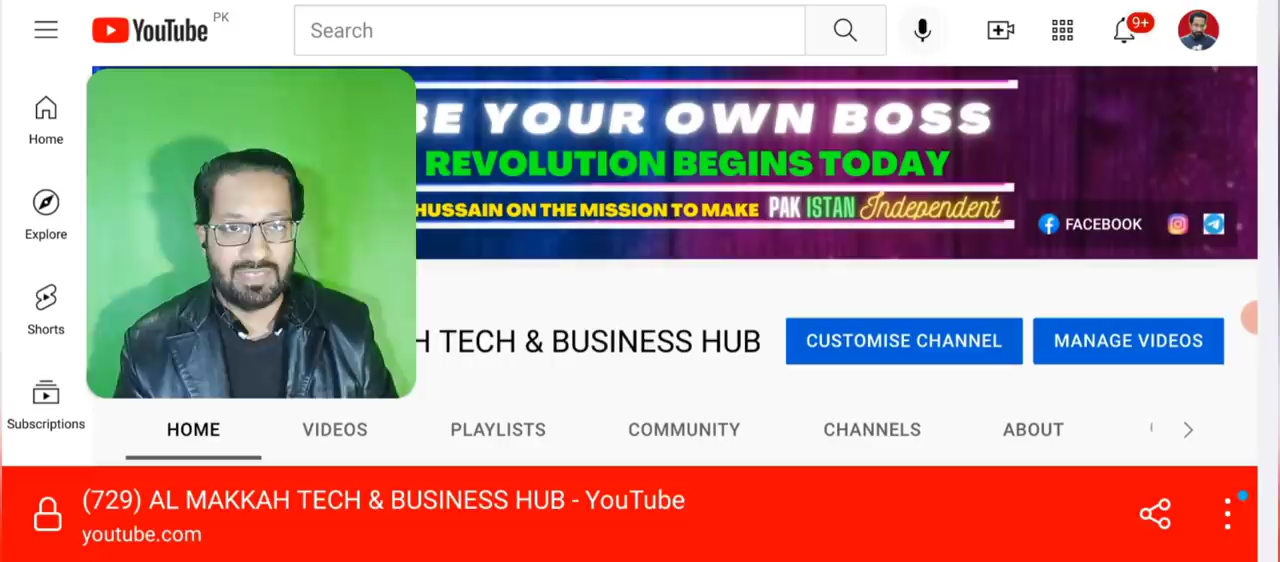 YouTube PK
Search
9+
Home
Explore
Shorts
Subscriptions
BE YOUR OWN BOSS
REVOLUTION BEGINS TODAY
HUSSAIN ON THE MISSION TO MAKE PAKISTAN Independent
FACEBOOK
H TECH & BUSINESS HUB
CUSTOMISE CHANNEL
MANAGE VIDEOS
HOME
VIDEOS
PLAYLISTS
COMMUNITY
CHANNELS
ABOUT
(729) AL MAKKAH TECH & BUSINESS HUB - YouTube
youtube.com